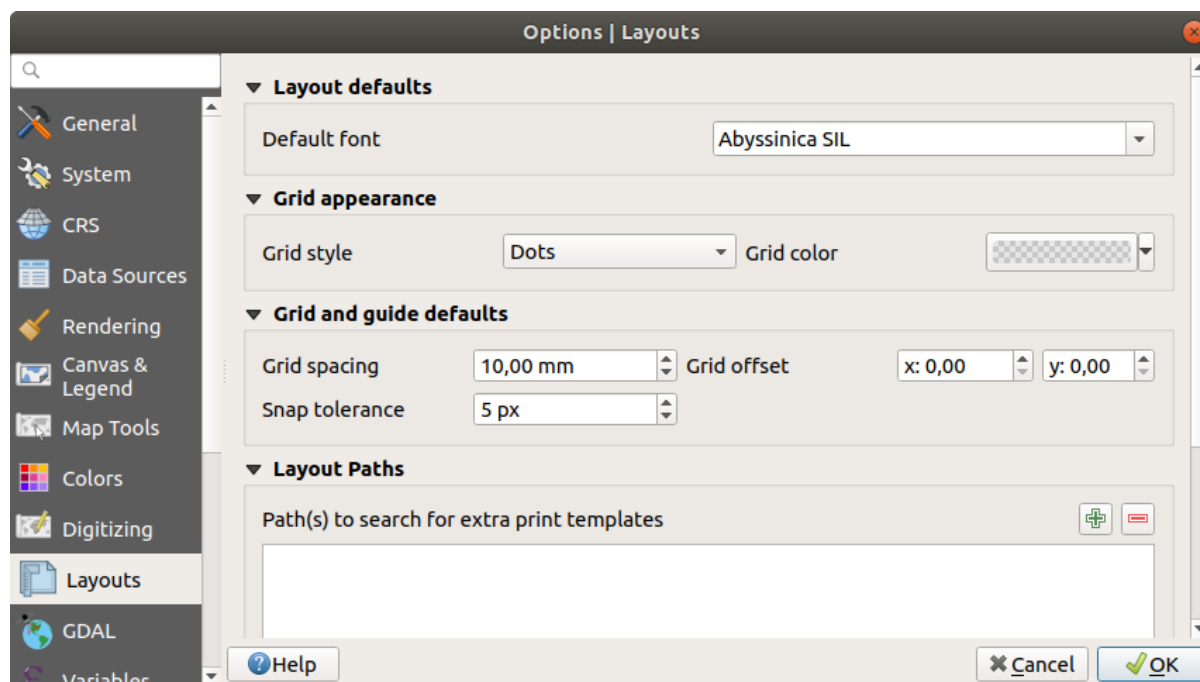 Options | Layouts
General
System
CRS
Data Sources
Rendering
Canvas &
Legend
Map Tools
Colors
Digitizing
Layouts
GDAL
Variables
Layout defaults
Default font
Abyssinica SIL
Grid appearance
Grid style
Dots
Grid color
Grid and guide defaults
Grid spacing
10,00 mm
Grid offset
x: 0,00
y: 0,00
Snap tolerance
5 px
Layout Paths
Path(s) to search for extra print templates
Help
Cancel
OK